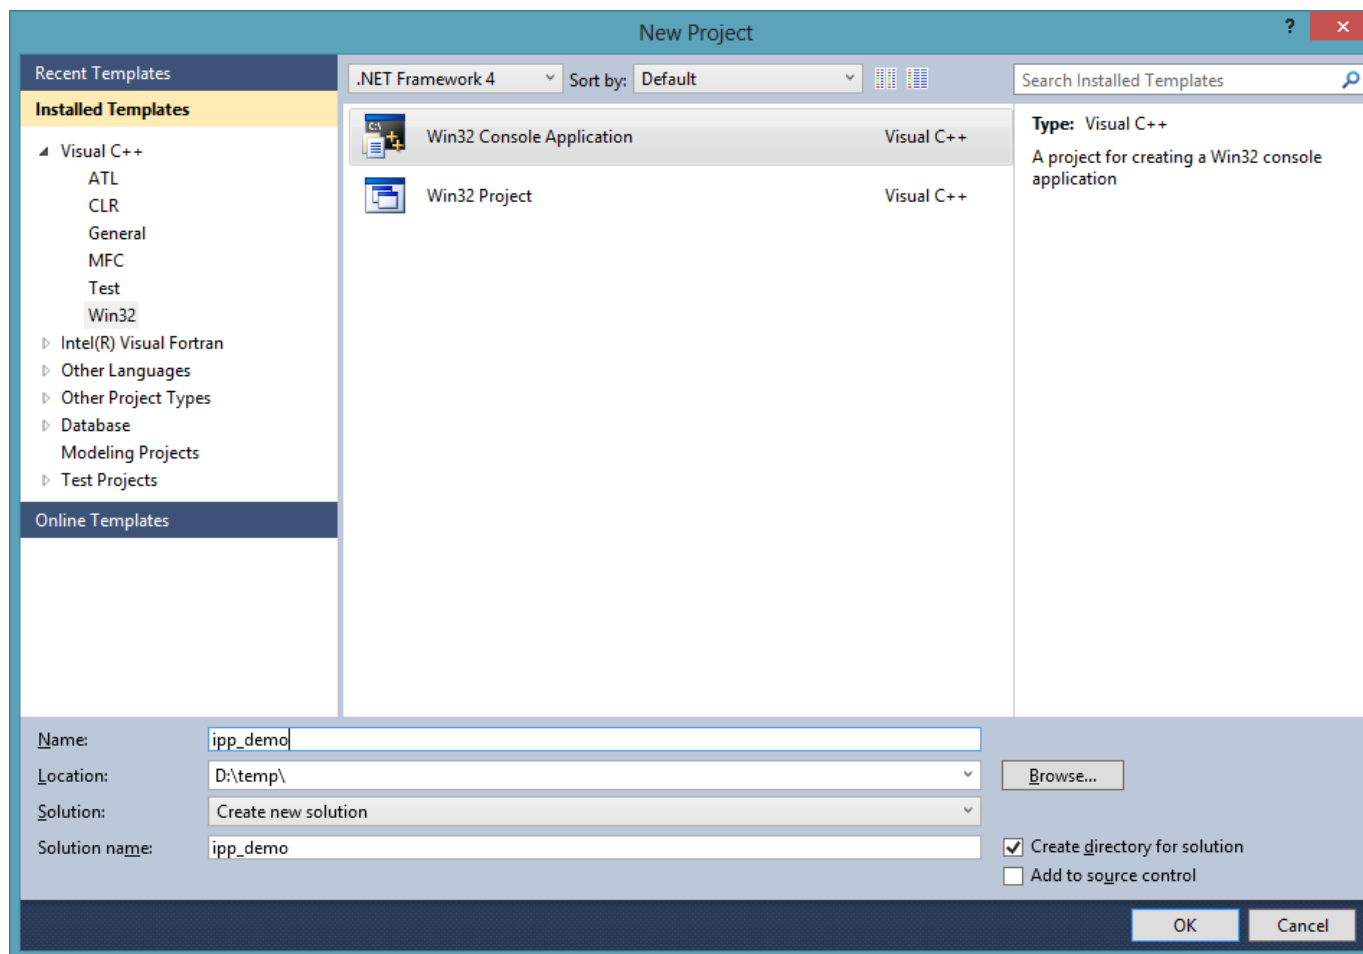 New Project
?
Recent Templates
Installed Templates
Visual C++
ATL
CLR
General
MFC
Test
Win32
Intel(R) Visual Fortran
Other Languages
Other Project Types
Database
Modeling Projects
Test Projects
Online Templates
.NET Framework 4 Sort by: Default
Search Installed Templates
Win32 Console Application Visual C++
Win32 Project Visual C++
Type: Visual C++
A project for creating a Win32 console
application
Name: ipp_demo
Location: D:\temp\ Browse...
Solution: Create new solution
Solution name: ipp_demo
Create directory for solution
Add to source control
OK Cancel